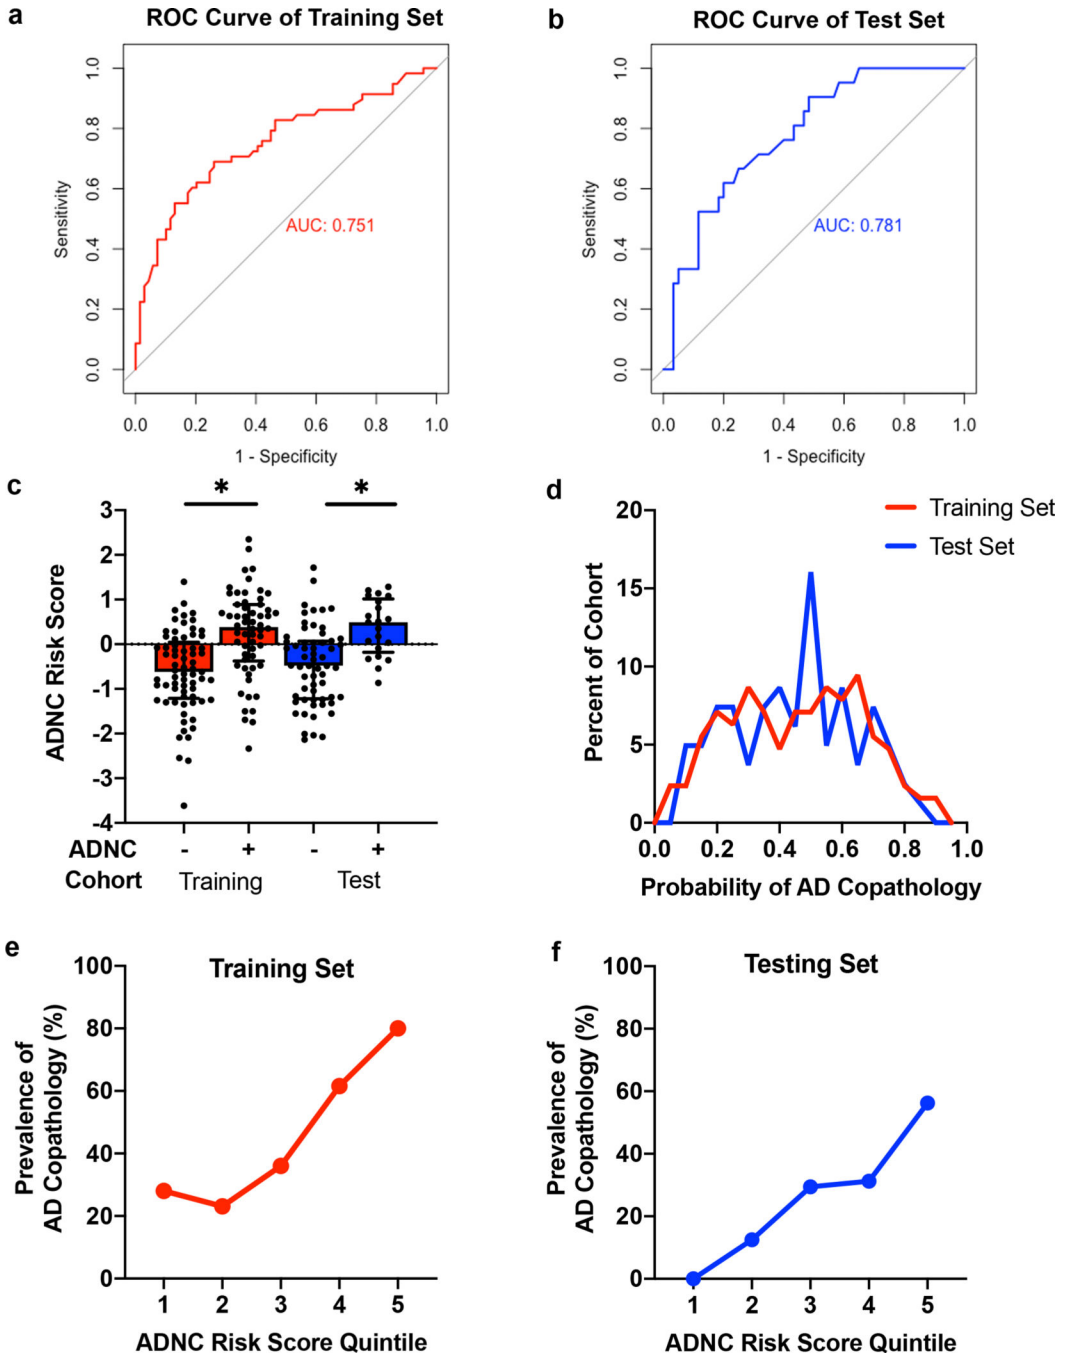 a
ROC Curve of Training Set
Sensitivity
1.0
0.8
0.6
0.4
0.2
0.0
AUC: 0.751
0.0 0.2 0.4 0.6 0.8 1.0
1 - Specificity
b
ROC Curve of Test Set
Sensitivity
1.0
0.8
0.6
0.4
0.2
0.0
AUC: 0.781
0.0 0.2 0.4 0.6 0.8 1.0
1 - Specificity
c
* *
ADNC Risk Score
3
2
1
0
-1
-2
-3
-4
ADNC - + - +
Cohort Training Test
d
Training Set
Test Set
Percent of Cohort
20
15
10
5
0
0.0 0.2 0.4 0.6 0.8 1.0
Probability of AD Copathology
e
Training Set
Prevalence of
AD Copathology (%)
100
80
60
40
20
0
1 2 3 4 5
ADNC Risk Score Quintile
f
Testing Set
Prevalence of
AD Copathology (%)
100
80
60
40
20
0
1 2 3 4 5
ADNC Risk Score Quintile